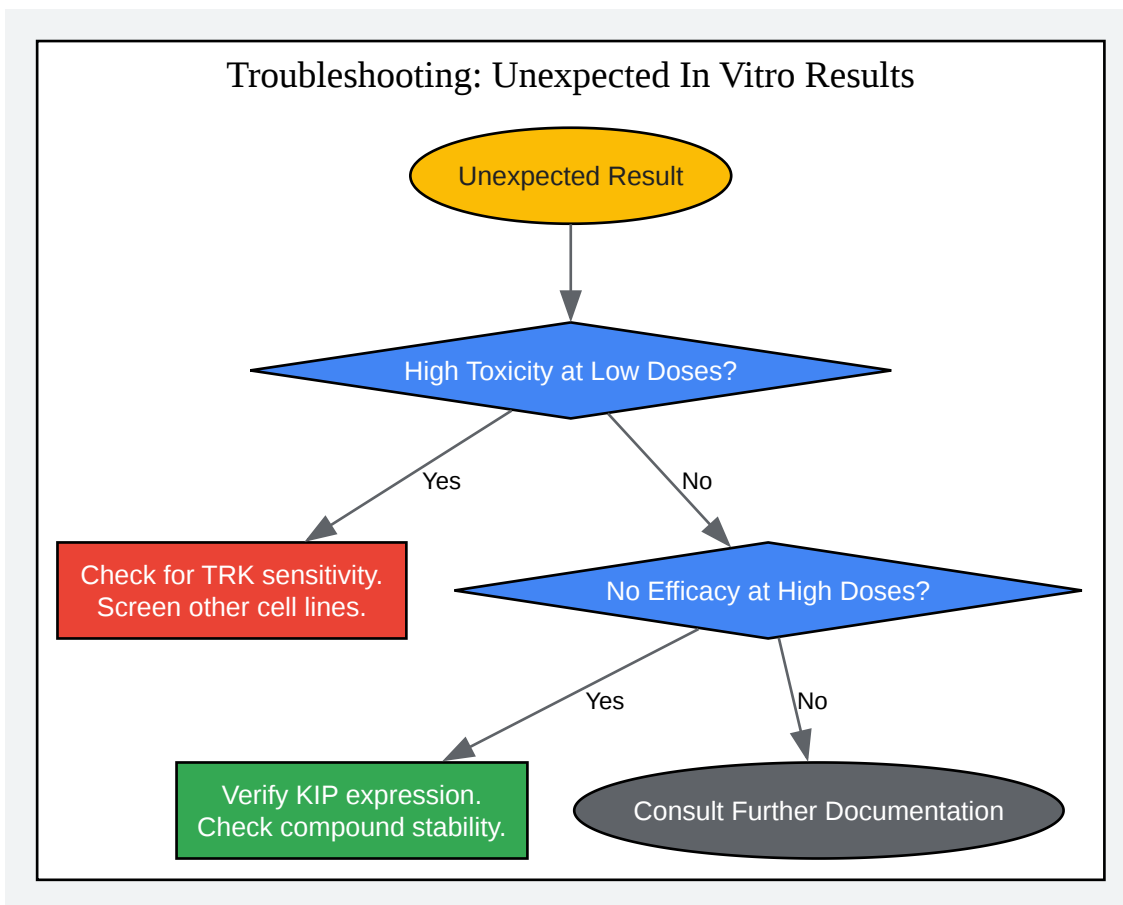 Troubleshooting: Unexpected In Vitro Results
Unexpected Result
High Toxicity at Low Doses?
Yes
No
Check for TRK sensitivity.
Screen other cell lines.
No Efficacy at High Doses?
Yes
No
Verify KIP expression.
Check compound stability.
Consult Further Documentation